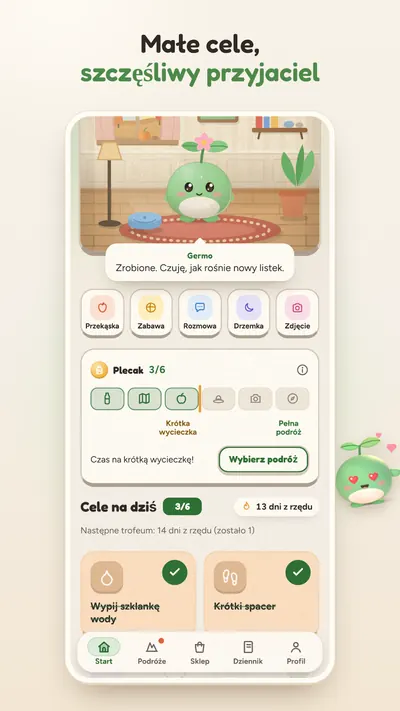 Małe cele,
szczęśliwy przyjaciel
Germo
Zrobione. Czuję, jak rośnie nowy listek.
Przekąska
Zabawa
Rozmowa
Drzemka
Zdjęcie
Plecak 3/6
Krótka
wycieczka
Pełna
podróż
Czas na krótką wycieczkę!
Wybierz podróż
Cele na dziś 3/6
13 dni z rzędu
Następne trofeum: 14 dni z rzędu (zostało 1)
Wypij szklankę
wody
Krótki spacer
Start
Podróże
Sklep
Dziennik
Profil